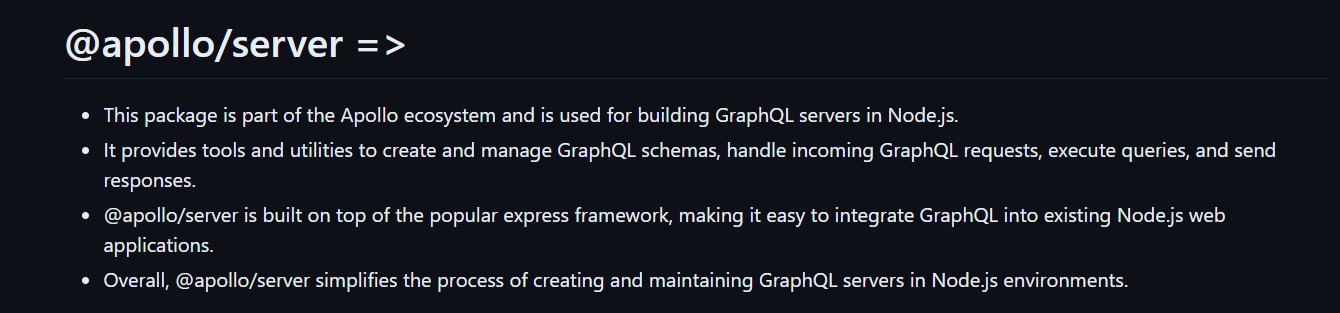 @apollo/server =>
• This package is part of the Apollo ecosystem and is used for building GraphQL servers in Node.js.
• It provides tools and utilities to create and manage GraphQL schemas, handle incoming GraphQL requests, execute queries, and send
responses.
• @apollo/server is built on top of the popular express framework, making it easy to integrate GraphQL into existing Node.js web
applications.
• Overall, @apollo/server simplifies the process of creating and maintaining GraphQL servers in Node.js environments.